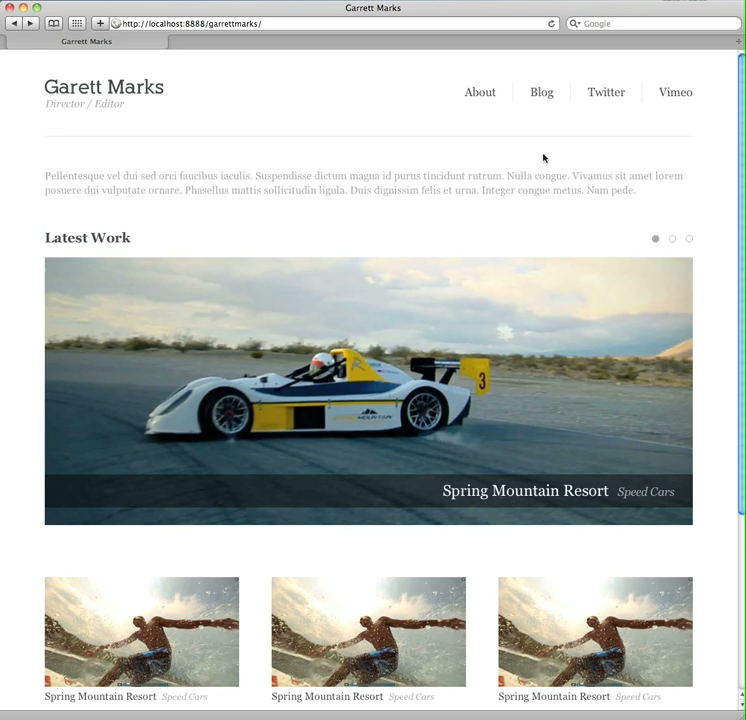 Garrett Marks
http://localhost:8888/garrettmarks/
Google
Garrett Marks
Garett Marks
Director / Editor
About
Blog
Twitter
Vimeo
Pellentesque vel dui sed orci faucibus iaculis. Suspendisse dictum magna id purus tincidunt rutrum. Nulla congue. Vivamus sit amet lorem
posuere dui vulputate ornare. Phasellus mattis sollicitudin ligula. Duis dignissim felis et urna. Integer congue metus. Nam pede.
Latest Work
3
Spring Mountain Resort Speed Cars
Spring Mountain Resort Speed Cars
Spring Mountain Resort Speed Cars
Spring Mountain Resort Speed Cars